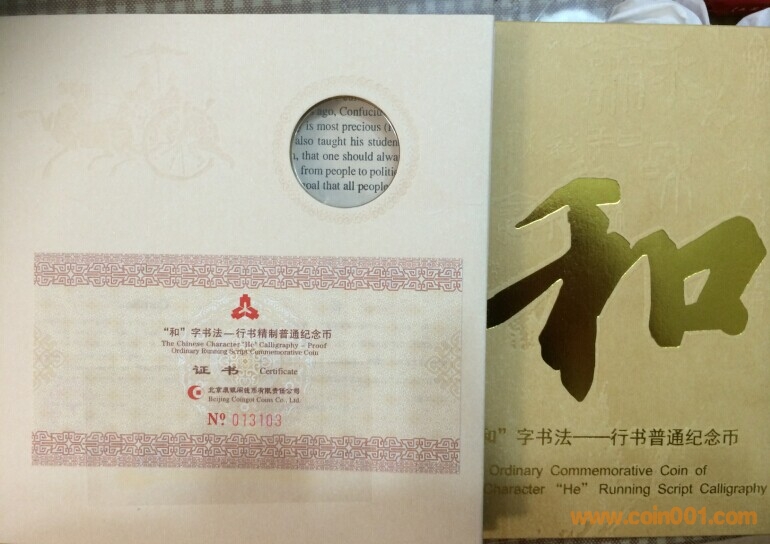 ago, Confuciu
is most precious
also taught his studen
, that one should alwa
from people to politi
goal that all people
“和”字书法—行书精制普通纪念币
The Chinese Character "He" Calligraphy - Proof
Ordinary Running Script Commemorative Coin
证书 Certificate
北京泉银阁钱币有限责任公司
Beijing Coingot Coins Co. Ltd.
Nº 013103
和
和”字书法——行书普通纪念币
Ordinary Commemorative Coin of
Character “He” Running Script Calligraphy
www.coin001.com